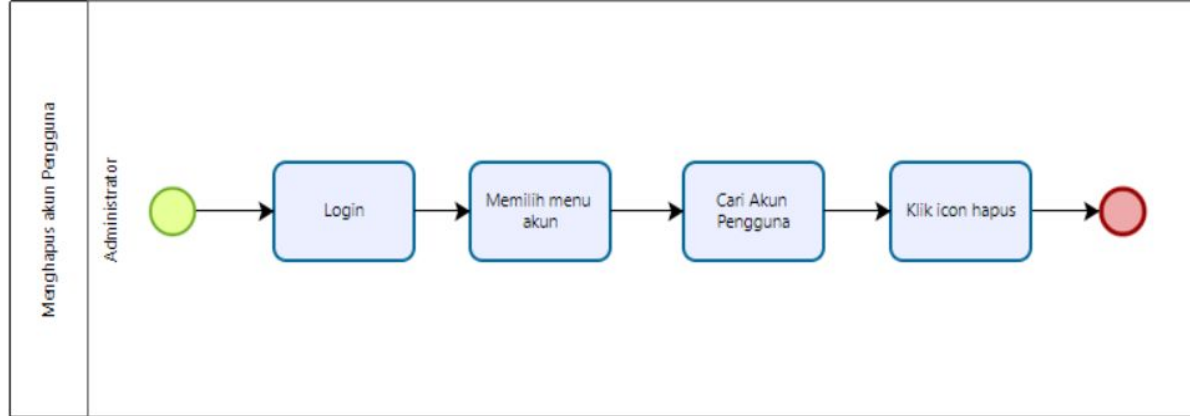 Menghapus akun Pengguna
Administrator
Login
Memilih menu
akun
Cari Akun
Pengguna
Klik icon hapus